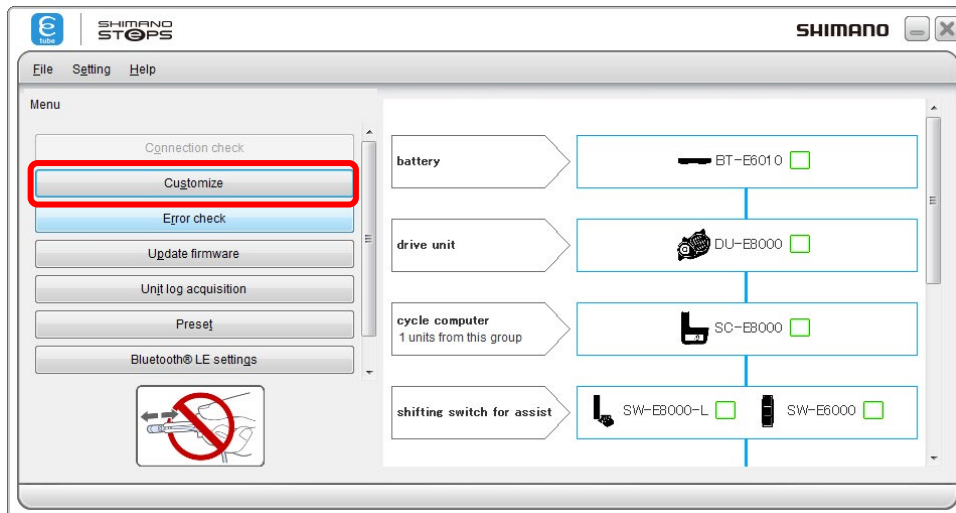 E
tube
SHIMANO
STEPS
SHIMANO
File Setting Help
Menu
Connection check
Customize
Error check
Update firmware
Unit log acquisition
Preset
Bluetooth® LE settings
battery
BT-E6010
drive unit
DU-E8000
cycle computer
1 units from this group
SC-E8000
shifting switch for assist
SW-E8000-L
SW-E6000